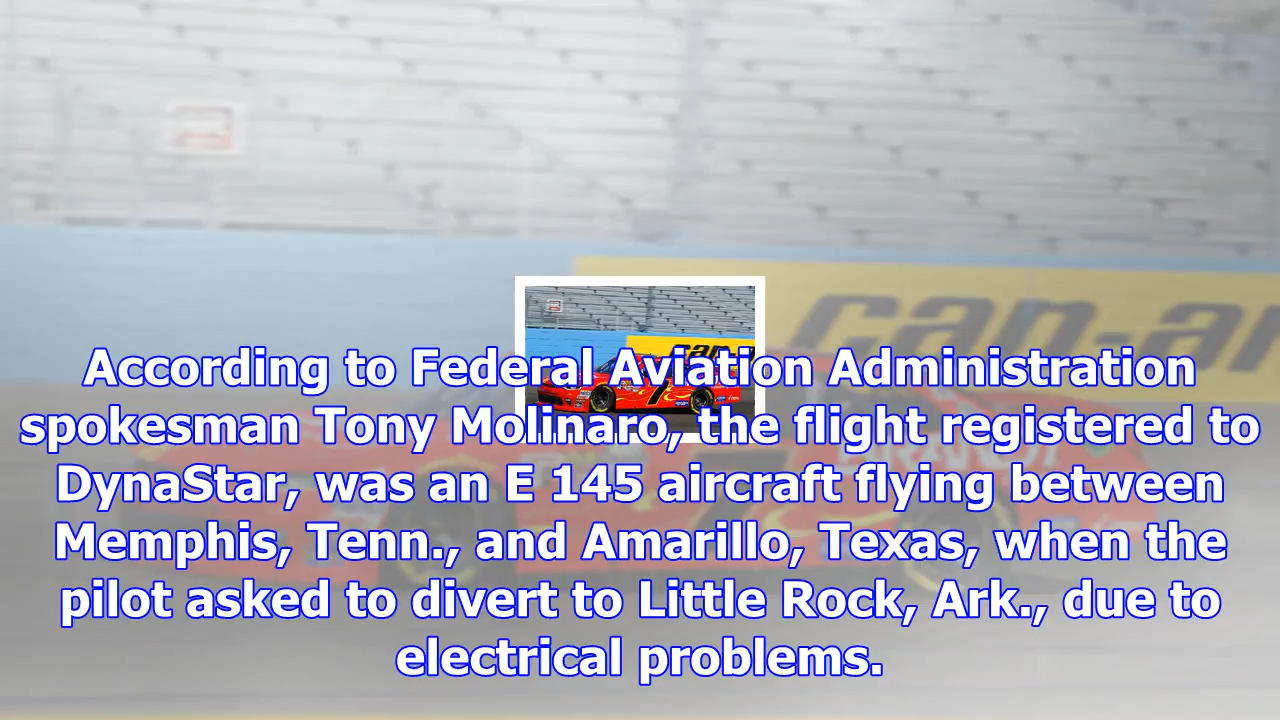 can-a
According to Federal Aviation Administration
spokesman Tony Molinaro, the flight registered to
DynaStar, was an E 145 aircraft flying between
Memphis, Tenn., and Amarillo, Texas, when the
pilot asked to divert to Little Rock, Ark., due to
electrical problems.